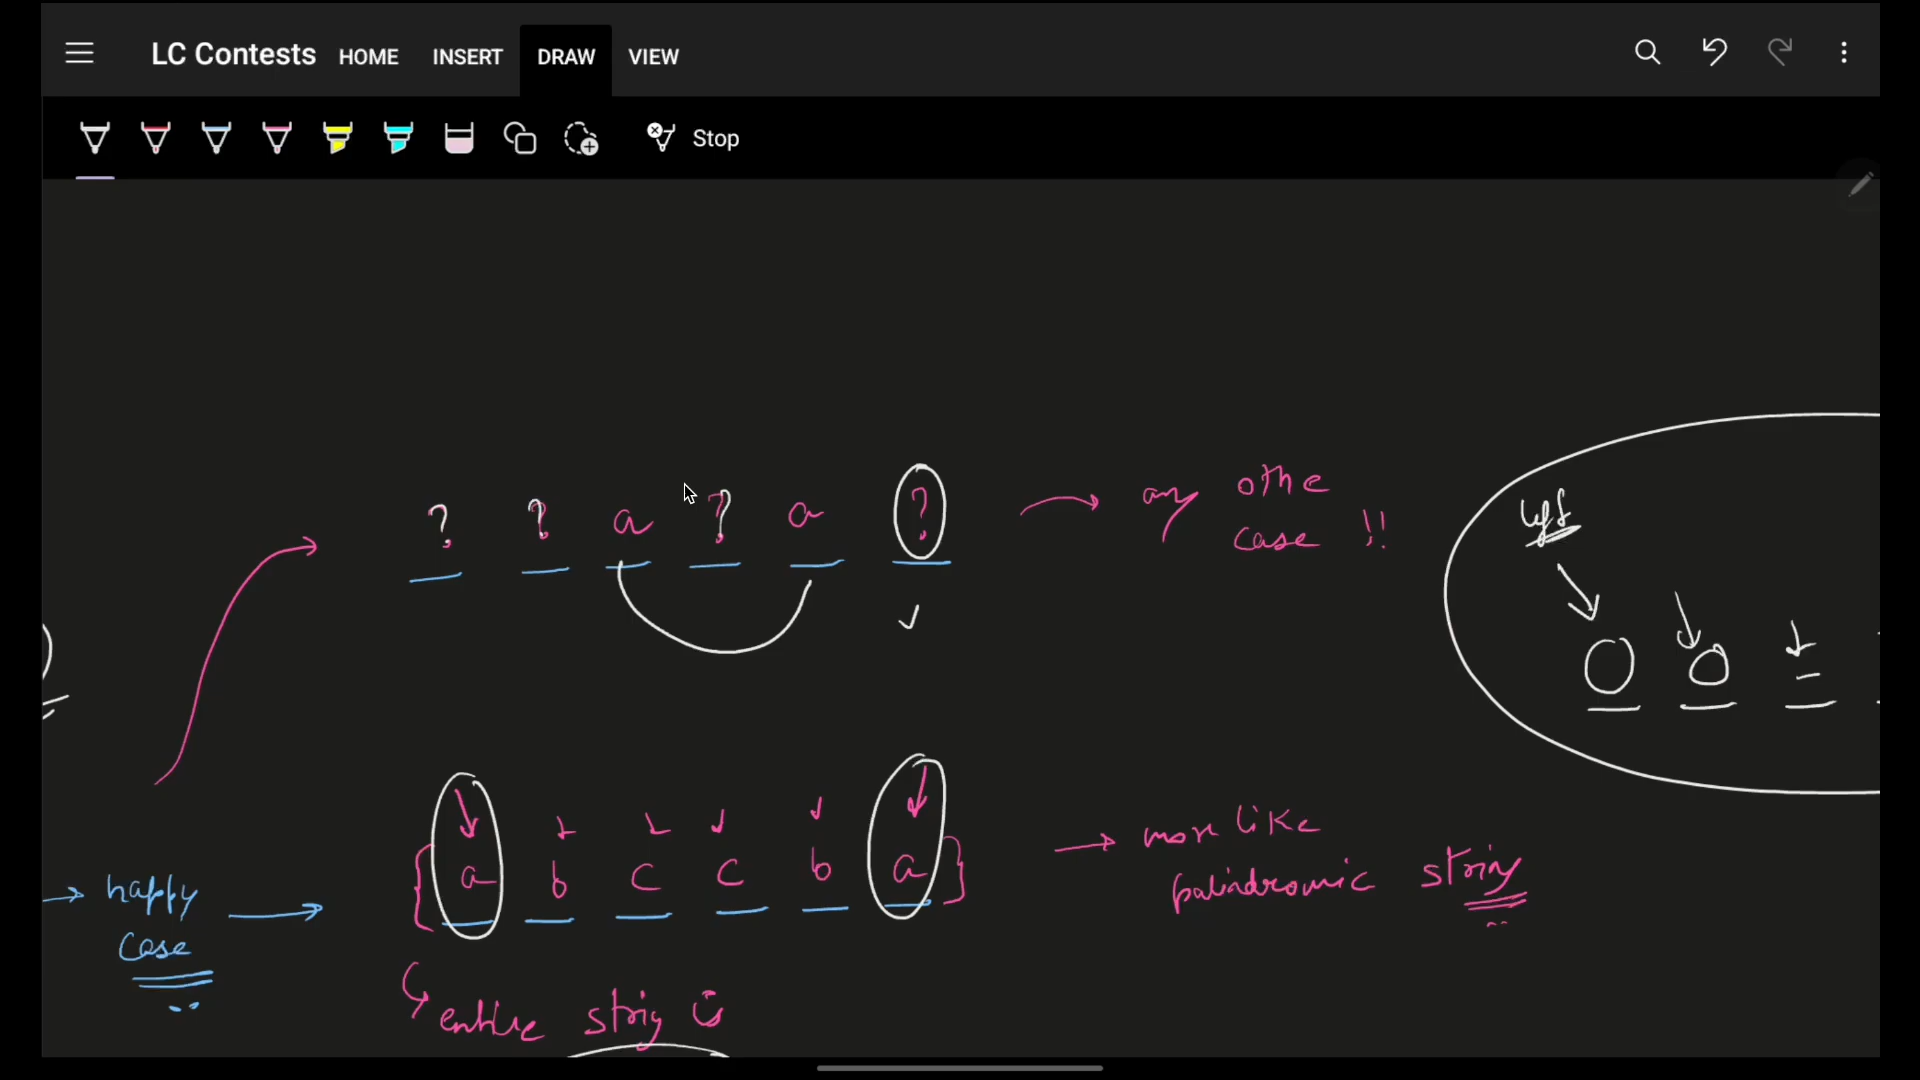 LC Contests HOME INSERT DRAW VIEW
Stop
? ? a ? a ?
any othe
case !!
left
a b c c b a
more like
palindromic string
happy
case
entire string is